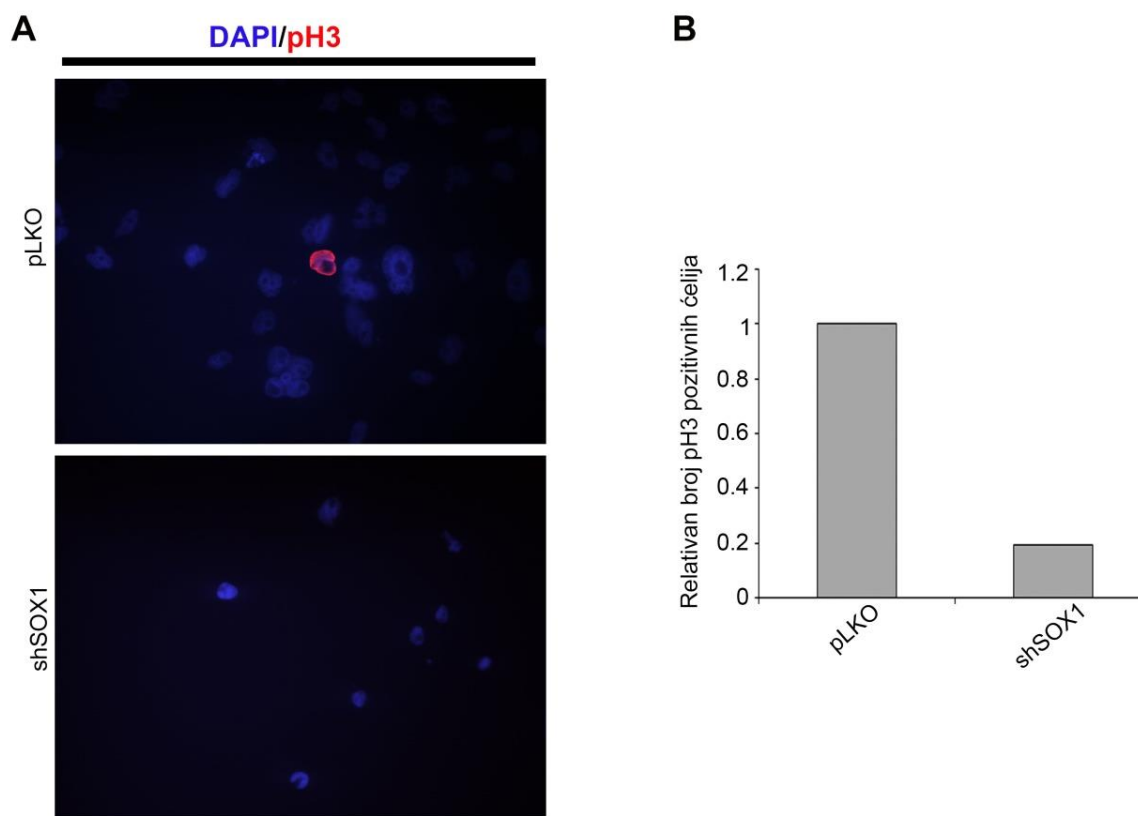 A
DAPI/pH3
pLKO
shSOX1
B
Relativan broj pH3 pozitivnih ćelija
1.2
1
0.8
0.6
0.4
0.2
0
pLKO
shSOX1